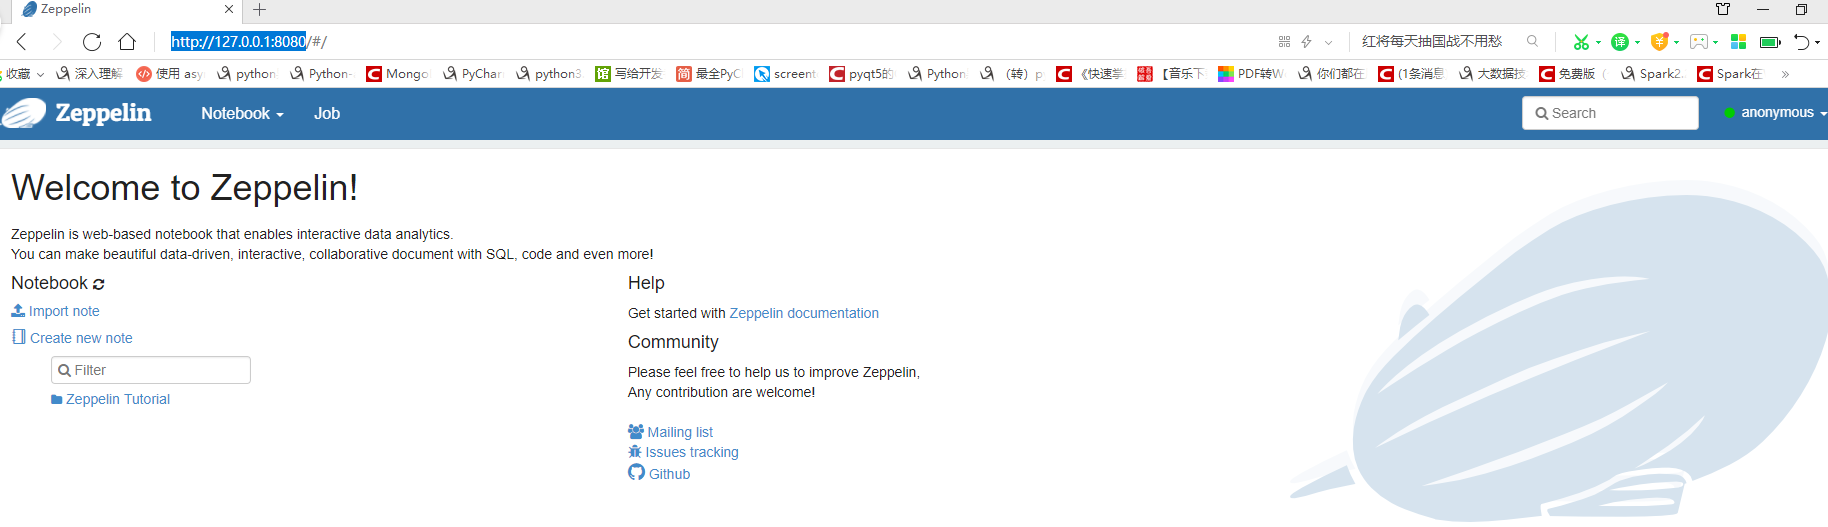 Zeppelin
http://127.0.0.1:8080/#/
红将每天抽国战不用愁
译
收藏
深入理解
使用 asy
python
Python-
Mongo
PyChar
python3
写给开发
最全PyC
screent
pyqt5的
Python
（转）p
《快速掌
【音乐下
PDF转W
你们都在
(1条消息
大数据技
免费版（
Spark2.
Spark在
Zeppelin
Notebook
Job
Search
anonymous
Welcome to Zeppelin!
Zeppelin is web-based notebook that enables interactive data analytics.
You can make beautiful data-driven, interactive, collaborative document with SQL, code and even more!
Notebook
Import note
Create new note
Filter
Zeppelin Tutorial
Help
Get started with Zeppelin documentation
Community
Please feel free to help us to improve Zeppelin,
Any contribution are welcome!
Mailing list
Issues tracking
Github